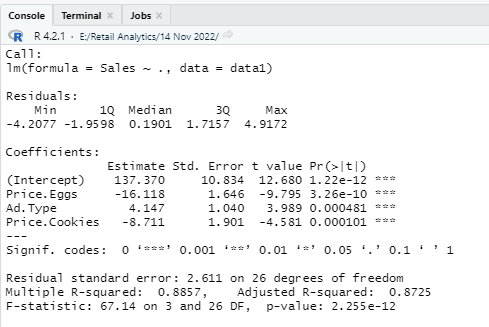 Console Terminal × Jobs ×
R R 4.2.1 · E:/Retail Analytics/14 Nov 2022/
Call:
lm(formula = Sales ~ ., data = data1)
Residuals:
    Min      1Q  Median      3Q     Max
-4.2077 -1.9598  0.1901  1.7157  4.9172
Coefficients:
              Estimate Std. Error t value Pr(>|t|)
(Intercept)    137.370     10.834  12.680 1.22e-12 ***
Price.Eggs     -16.118      1.646  -9.795 3.26e-10 ***
Ad.Type          4.147      1.040   3.989 0.000481 ***
Price.Cookies   -8.711      1.901  -4.581 0.000101 ***
---
Signif. codes:  0 ‘***’ 0.001 ‘**’ 0.01 ‘*’ 0.05 ‘.’ 0.1 ‘ ’ 1
Residual standard error: 2.611 on 26 degrees of freedom
Multiple R-squared:  0.8857,    Adjusted R-squared:  0.8725
F-statistic: 67.14 on 3 and 26 DF,  p-value: 2.255e-12